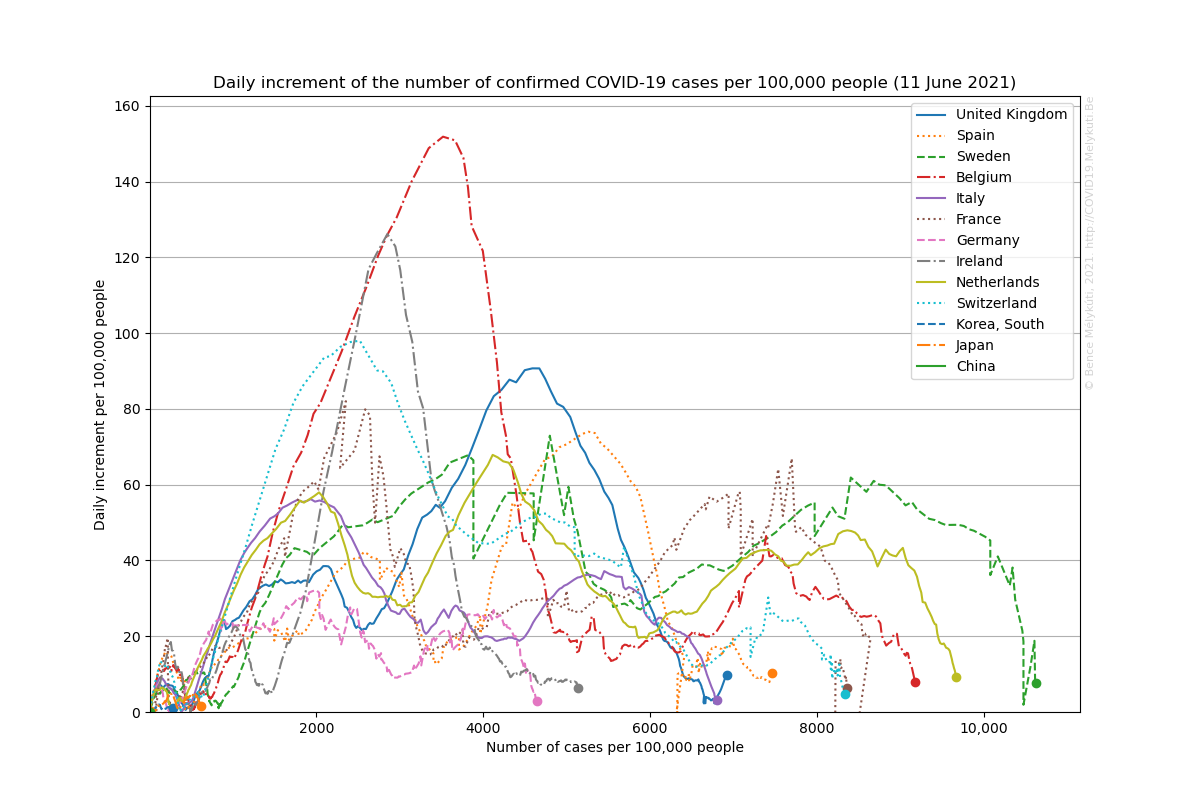 Daily increment of the number of confirmed COVID-19 cases per 100,000 people (11 June 2021)
160
140
120
100
80
60
40
20
0
Daily increment per 100,000 people
2000
4000
6000
8000
10,000
Number of cases per 100,000 people
United Kingdom
Spain
Sweden
Belgium
Italy
France
Germany
Ireland
Netherlands
Switzerland
Korea, South
Japan
China
© Bence Mélykúti, 2021 http://COVID19.Melykuti.Be